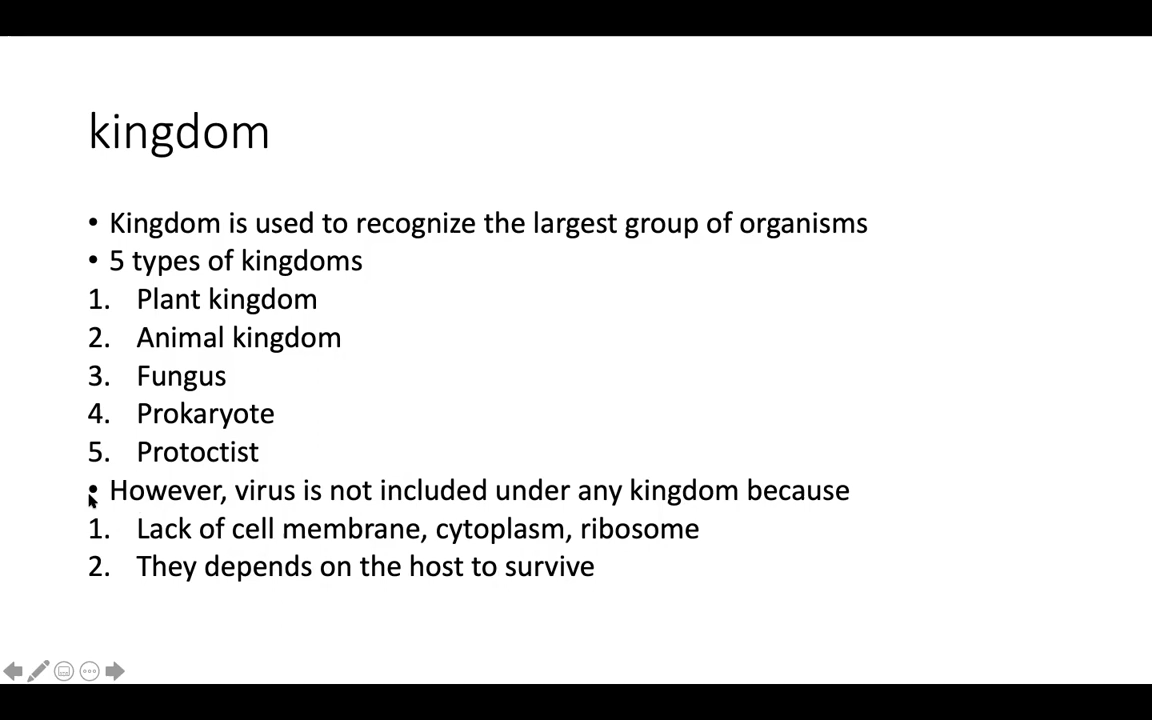 kingdom
• Kingdom is used to recognize the largest group of organisms
• 5 types of kingdoms
1. Plant kingdom
2. Animal kingdom
3. Fungus
4. Prokaryote
5. Protoctist
• However, virus is not included under any kingdom because
1. Lack of cell membrane, cytoplasm, ribosome
2. They depends on the host to survive